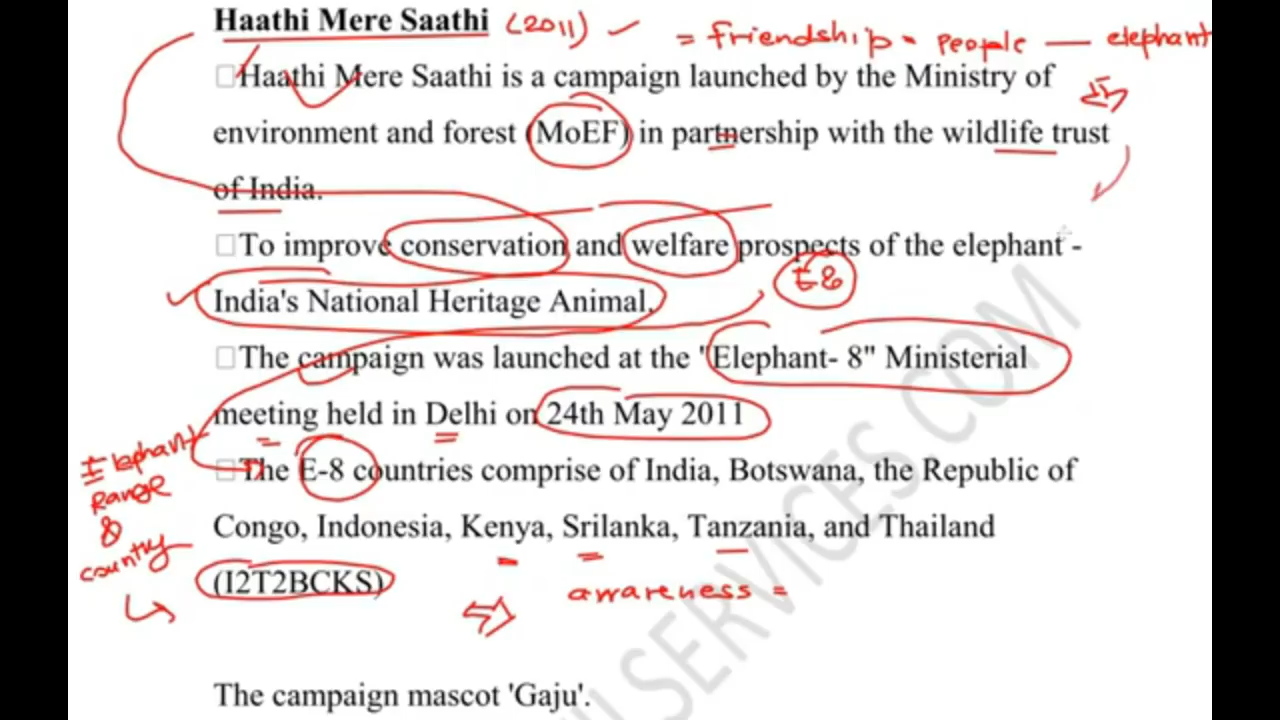 Haathi Mere Saathi (2011)
= friendship = people — elephant
Haathi Mere Saathi is a campaign launched by the Ministry of
environment and forest (MoEF) in partnership with the wildlife trust
of India.
To improve conservation and welfare prospects of the elephant -
E8
India's National Heritage Animal,
The campaign was launched at the "Elephant- 8" Ministerial
meeting held in Delhi on 24th May 2011
Elephant
Range
8
country
The E-8 countries comprise of India, Botswana, the Republic of
Congo, Indonesia, Kenya, Srilanka, Tanzania, and Thailand
(I2T2BCKS)
awareness =
The campaign mascot 'Gaju'.